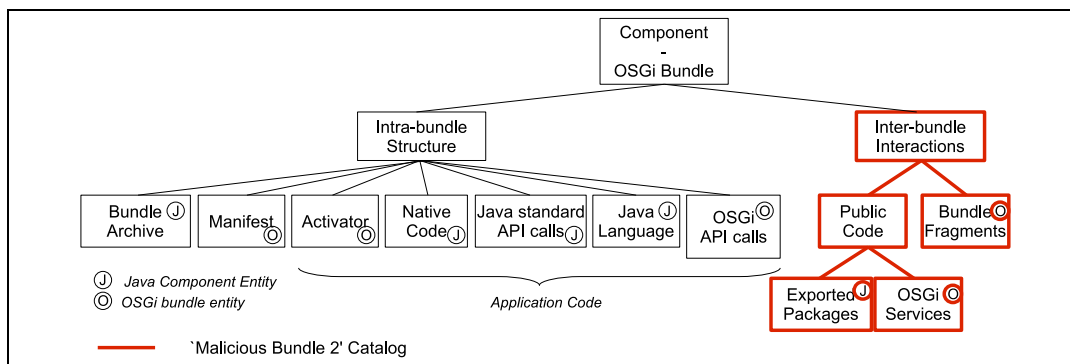 Component
-
OSGi Bundle
Intra-bundle
Structure
Inter-bundle
Interactions
Bundle J
Archive
Manifest O
Activator O
Native
Code J
Java standard
API calls J
Java J
Language
OSGi O
API calls
Public
Code
Bundle O
Fragments
J Java Component Entity
O OSGi bundle entity
Application Code
Exported J
Packages
OSGi O
Services
`Malicious Bundle 2' Catalog